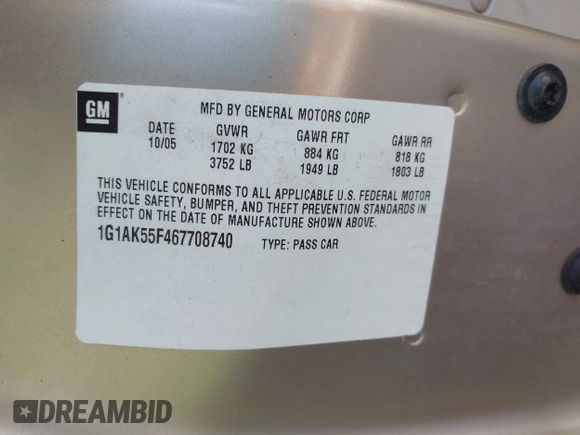 GM
MFD BY GENERAL MOTORS CORP
DATE GVWR GAWR FRT GAWR RR
10/05 1702 KG 884 KG 818 KG
3752 LB 1949 LB 1803 LB
THIS VEHICLE CONFORMS TO ALL APPLICABLE U.S. FEDERAL MOTOR
VEHICLE SAFETY, BUMPER, AND THEFT PREVENTION STANDARDS IN
EFFECT ON THE DATE OF MANUFACTURE SHOWN ABOVE.
1G1AK55F467708740 TYPE: PASS CAR
DREAMBID